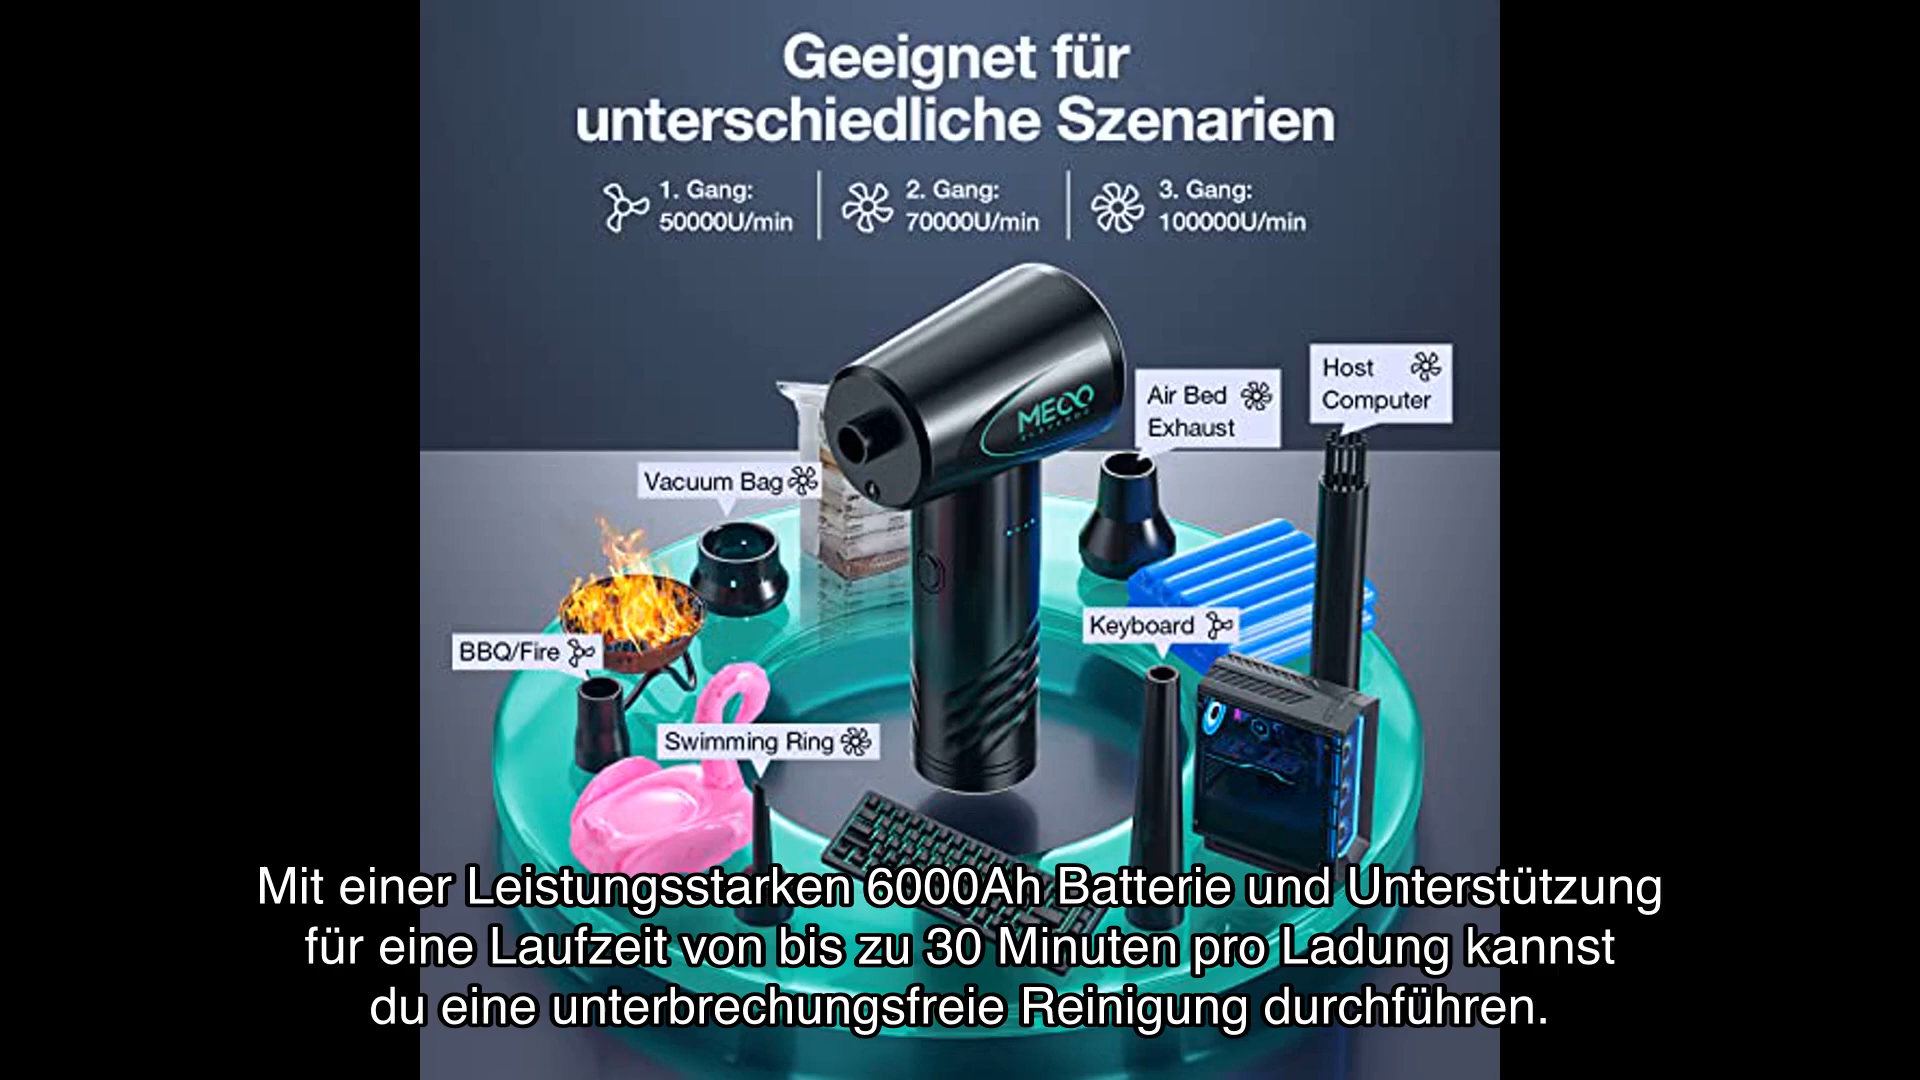 Geeignet für
unterschiedliche Szenarien
1. Gang:
50000U/min
2. Gang:
70000U/min
3. Gang:
100000U/min
Host
Computer
Air Bed
Exhaust
MECO
Vacuum Bag
Keyboard
BBQ/Fire
Swimming Ring
Mit einer Leistungsstarken 6000Ah Batterie und Unterstützung
für eine Laufzeit von bis zu 30 Minuten pro Ladung kannst
du eine unterbrechungsfreie Reinigung durchführen.